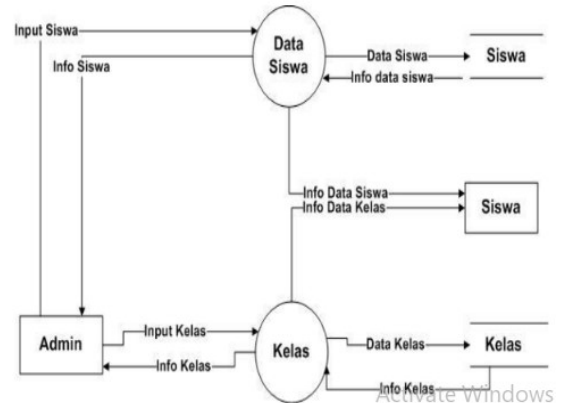 Input Siswa
Info Siswa
Data
Siswa
Data Siswa
Info data siswa
Siswa
Info Data Siswa
Info Data Kelas
Siswa
Admin
Input Kelas
Info Kelas
Kelas
Data Kelas
Info Kelas
Kelas
Activate Windows